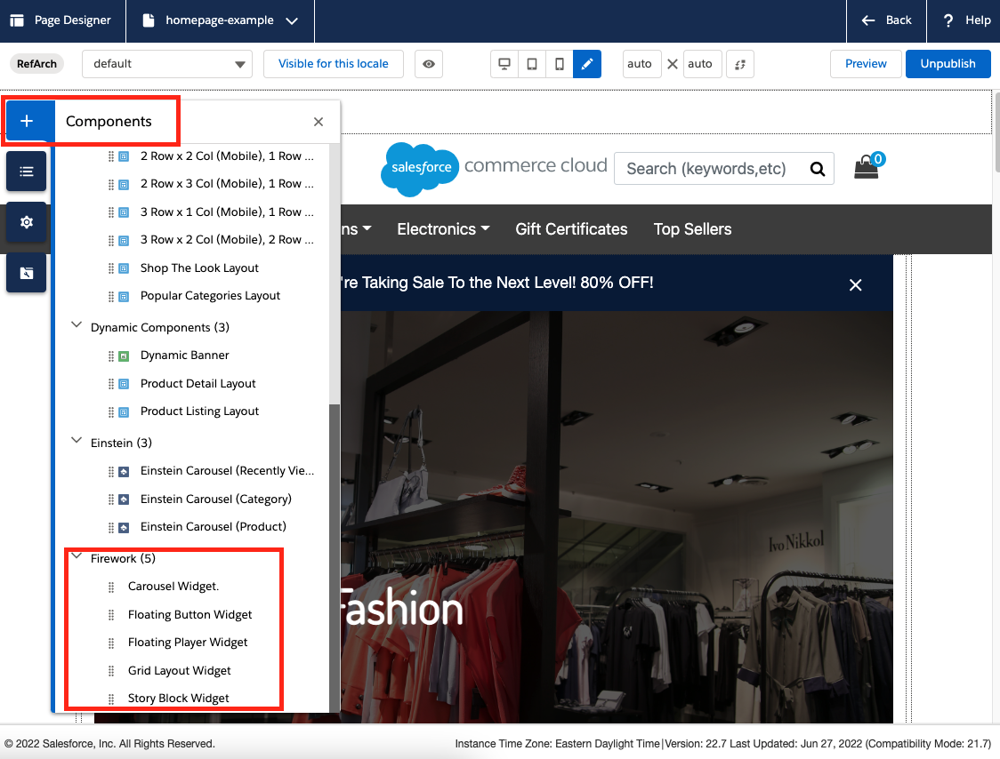 Page Designer
homepage-example
Back
Help
RefArch
default
Visible for this locale
auto
auto
Preview
Unpublish
Components
2 Row x 2 Col (Mobile), 1 Row ...
2 Row x 3 Col (Mobile), 1 Row ...
3 Row x 1 Col (Mobile), 1 Row ...
3 Row x 2 Col (Mobile), 2 Row ...
Shop The Look Layout
Popular Categories Layout
Dynamic Components (3)
Dynamic Banner
Product Detail Layout
Product Listing Layout
Einstein (3)
Einstein Carousel (Recently Vie...
Einstein Carousel (Category)
Einstein Carousel (Product)
Firework (5)
Carousel Widget.
Floating Button Widget
Floating Player Widget
Grid Layout Widget
Story Block Widget
salesforce commerce cloud
Search (keywords,etc)
0
ns
Electronics
Gift Certificates
Top Sellers
're Taking Sale To the Next Level! 80% OFF!
Ivo Nikkolo
Fashion
© 2022 Salesforce, Inc. All Rights Reserved.
Instance Time Zone: Eastern Daylight Time|Version: 22.7 Last Updated: Jun 27, 2022 (Compatibility Mode: 21.7)